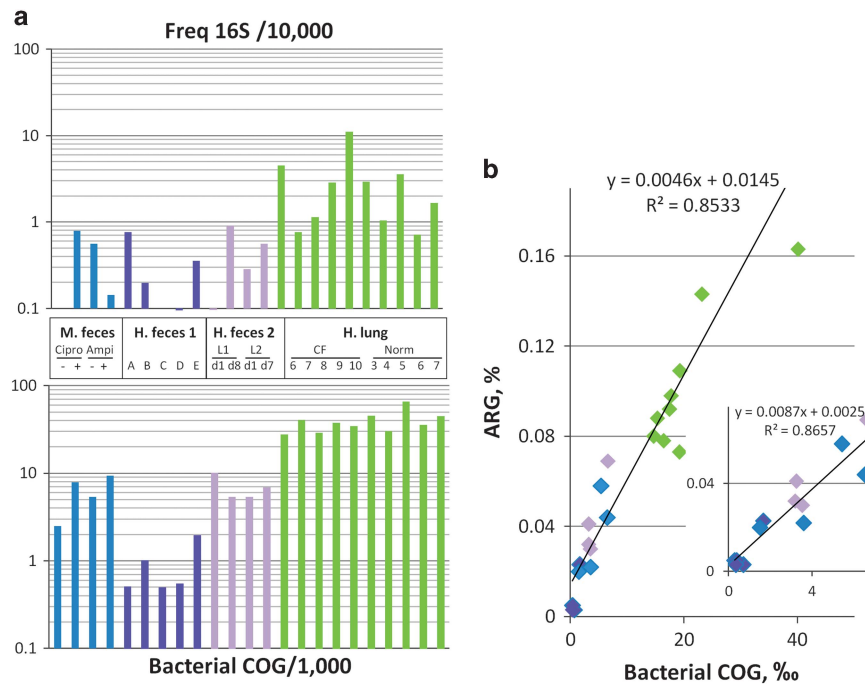 a
Freq 16S /10,000
100
10
1
0.1
M. feces H. feces 1 H. feces 2 H. lung
Cipro Ampi L1 L2 CF Norm
- + - + A B C D E d1 d8 d1 d7 6 7 8 9 10 3 4 5 6 7
100
10
1
0.1
Bacterial COG/1,000
b
y = 0.0046x + 0.0145
R² = 0.8533
0.16
0.12
0.08
0.04
0
ARG, %
0 20 40
Bacterial COG, ‰
y = 0.0087x + 0.0025
R² = 0.8657
0.04
0
0 4